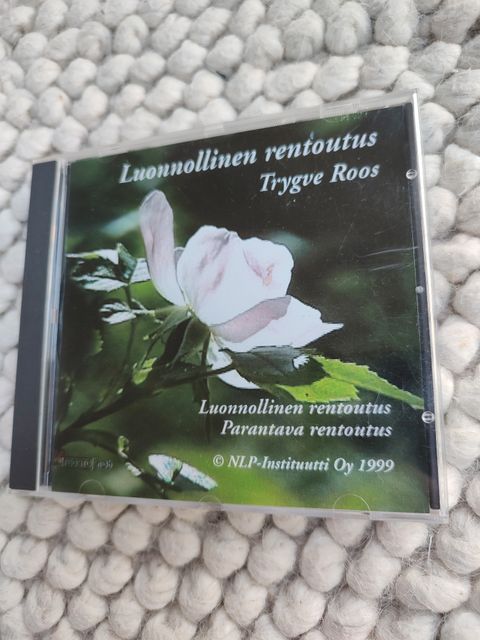 Luonnollinen rentoutus
Trygve Roos
Luonnollinen rentoutus
Parantava rentoutus
© NLP-Instituutti Oy 1999